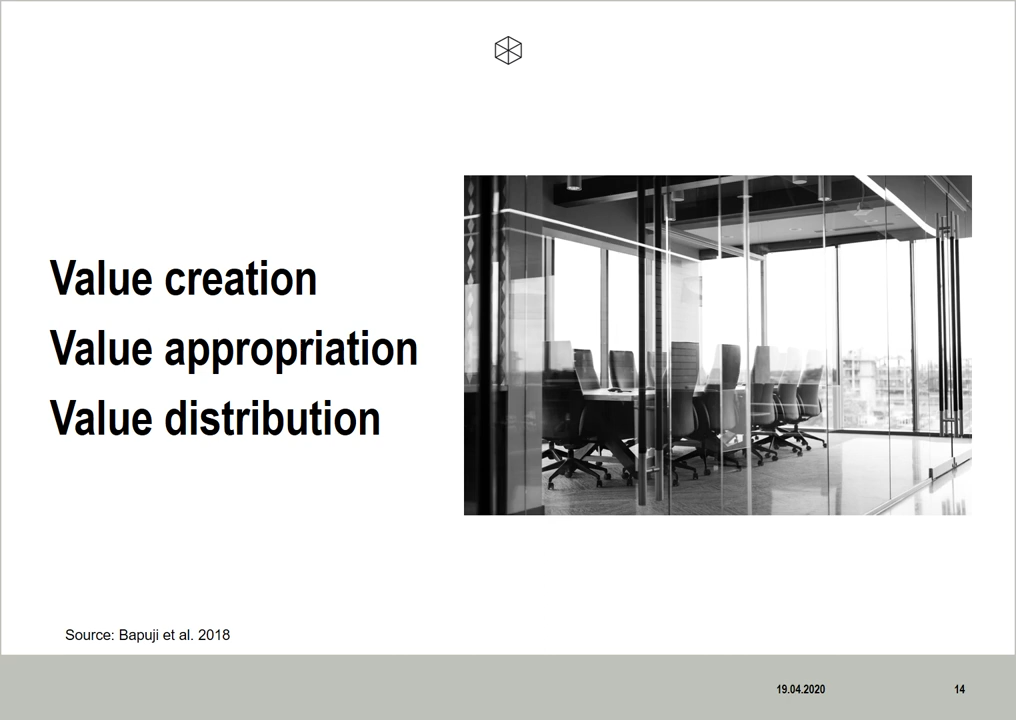 Value creation
Value appropriation
Value distribution
Source: Bapuji et al. 2018
19.04.2020
14